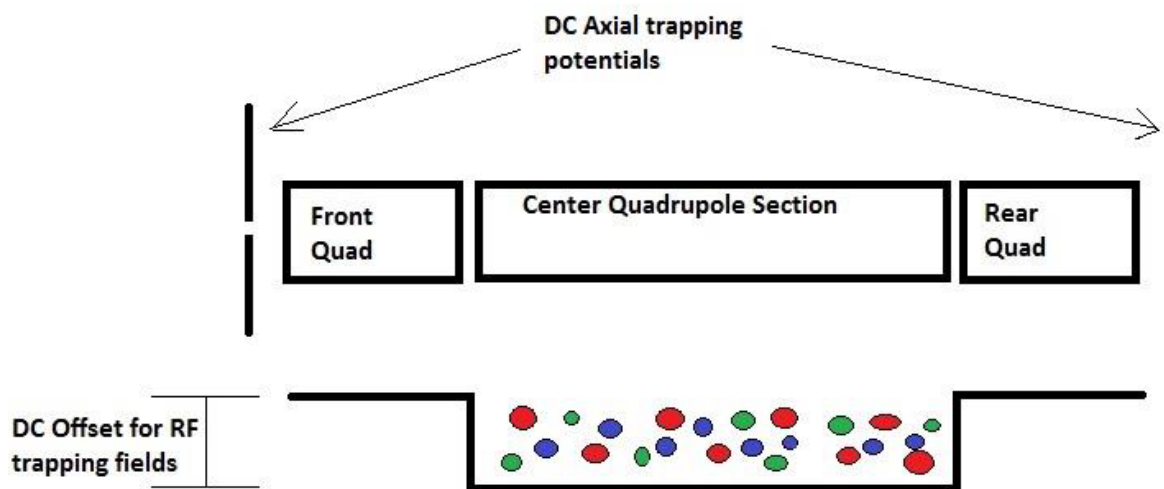 DC Axial trapping
potentials
Front
Quad
Center Quadrupole Section
Rear
Quad
DC Offset for RF
trapping fields